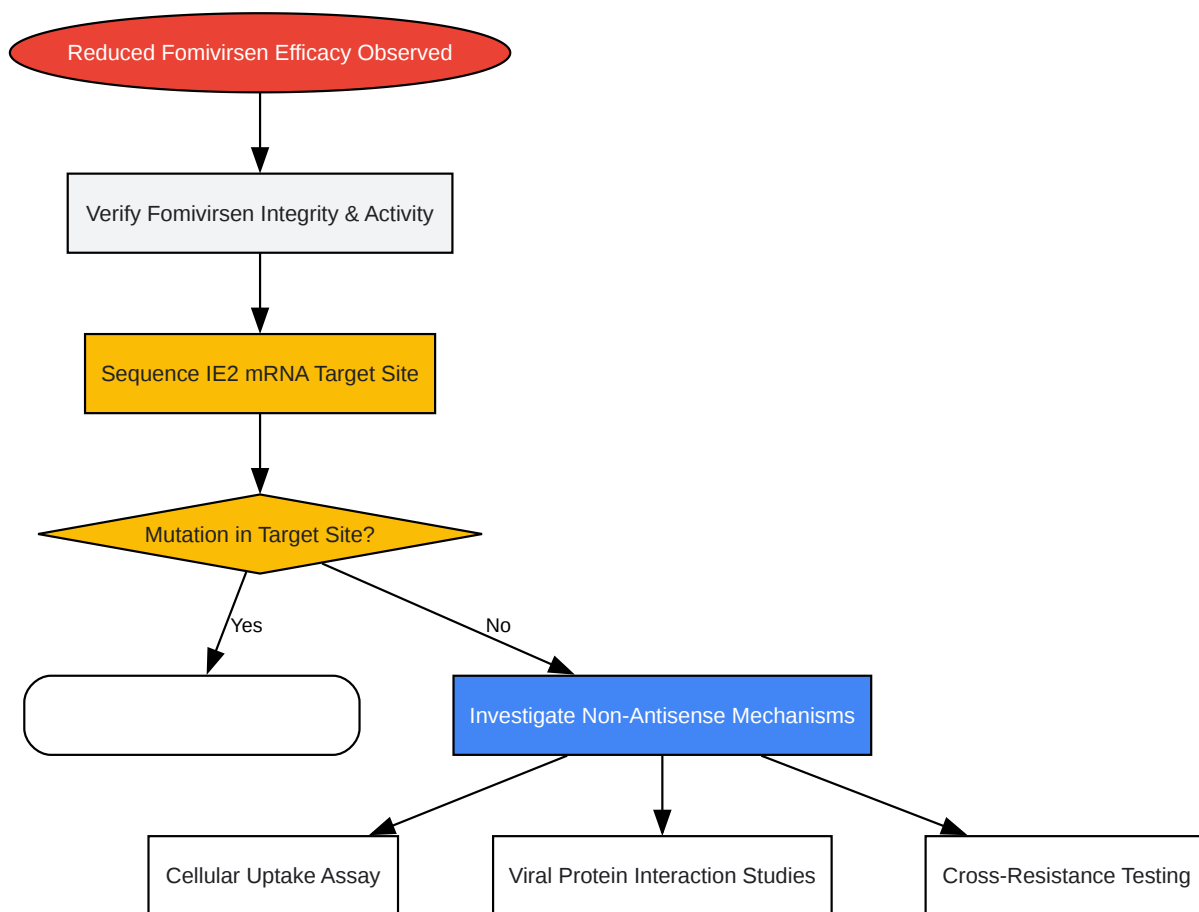 Reduced Fomivirsen Efficacy Observed
Verify Fomivirsen Integrity & Activity
Sequence IE2 mRNA Target Site
Mutation in Target Site?
Yes
No
Investigate Non-Antisense Mechanisms
Cellular Uptake Assay
Viral Protein Interaction Studies
Cross-Resistance Testing